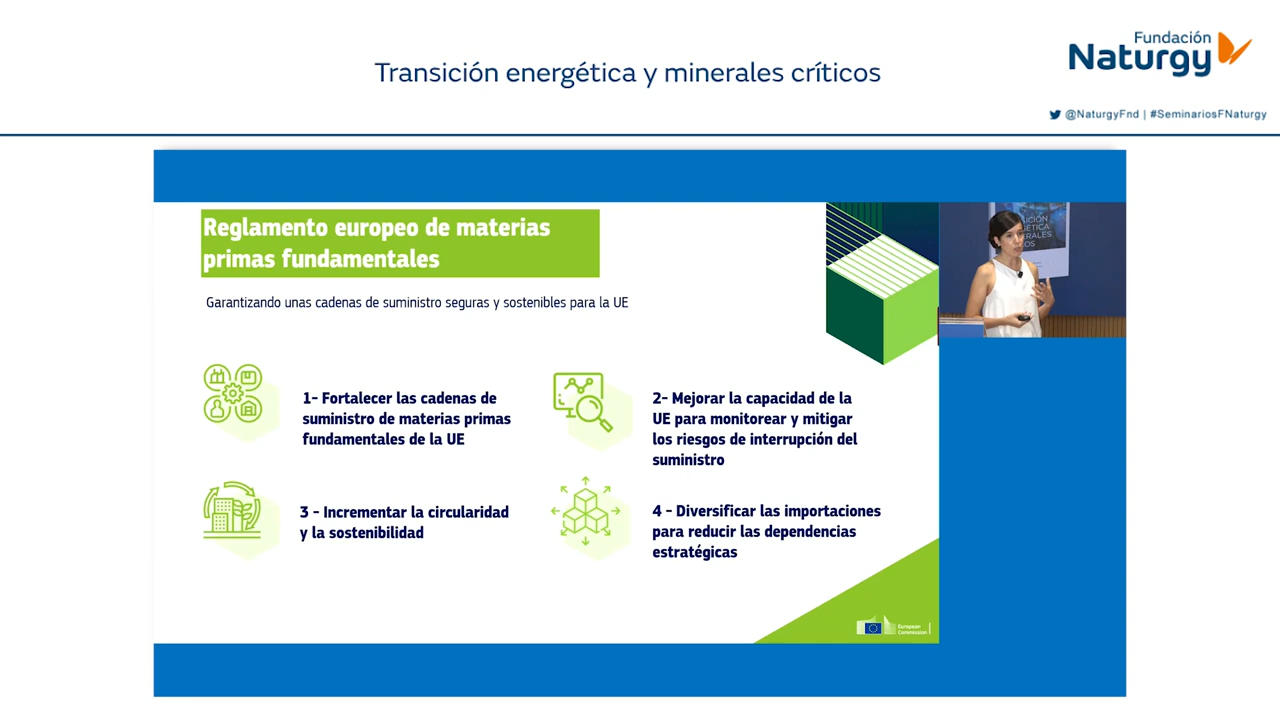 Transición energética y minerales críticos
Fundación
Naturgy
@NaturgyFnd | #SeminariosFNaturgy
Reglamento europeo de materias
primas fundamentales
Garantizando unas cadenas de suministro seguras y sostenibles para la UE
1- Fortalecer las cadenas de
suministro de materias primas
fundamentales de la UE
2- Mejorar la capacidad de la
UE para monitorear y mitigar
los riesgos de interrupción del
suministro
3 - Incrementar la circularidad
y la sostenibilidad
4 - Diversificar las importaciones
para reducir las dependencias
estratégicas
European
Commission